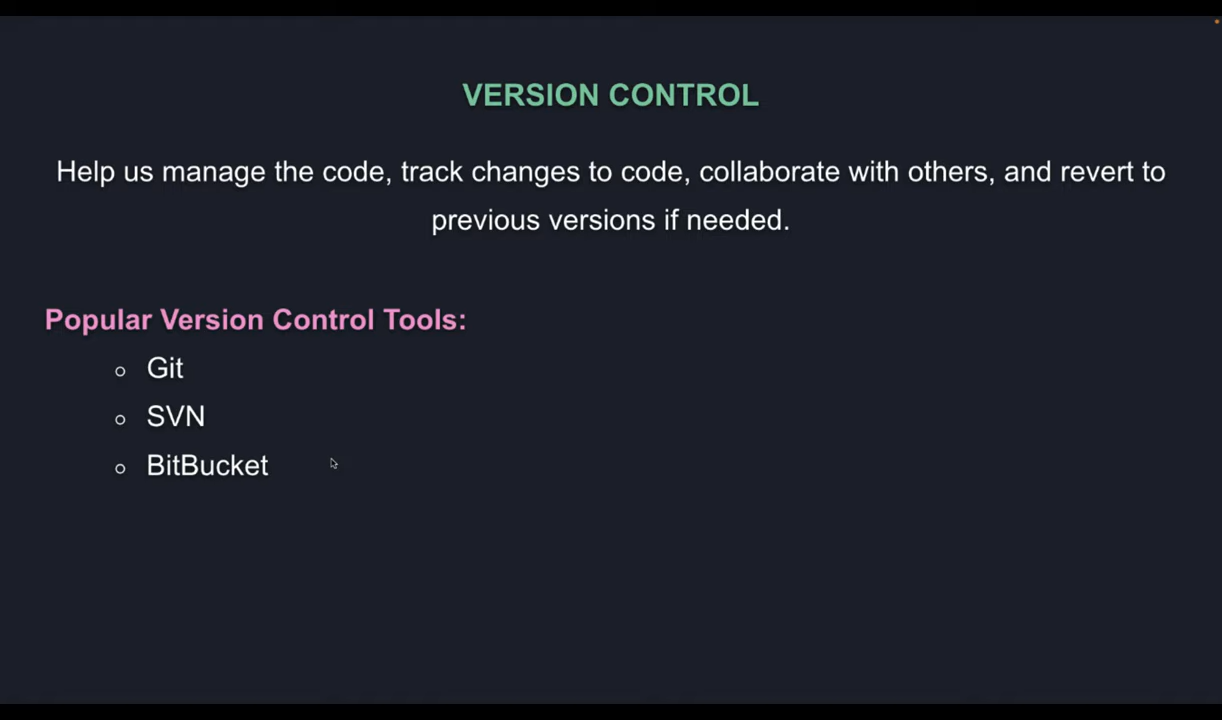 VERSION CONTROL
Help us manage the code, track changes to code, collaborate with others, and revert to
previous versions if needed.
Popular Version Control Tools:
Git
SVN
BitBucket